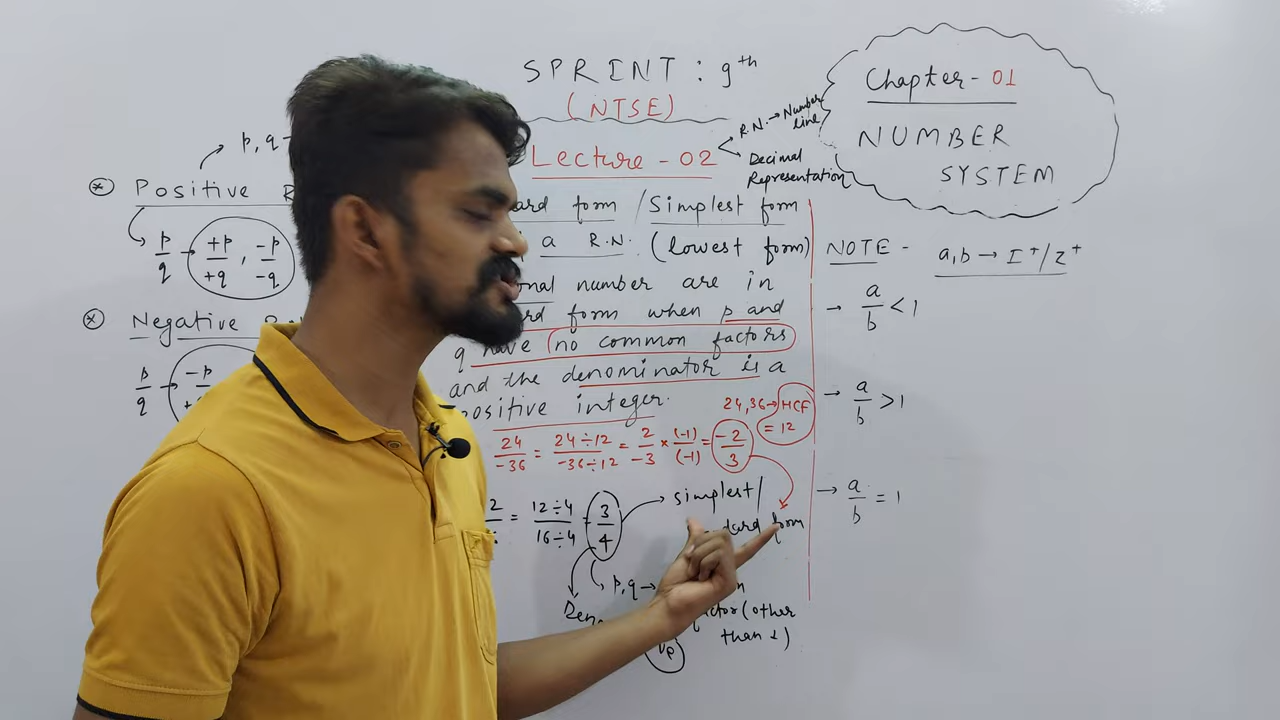 SPRINT : 9th
(NTSE)
Lecture - 02
R.N. → Number line
Decimal Representation
Chapter - 01
NUMBER
SYSTEM
p, q
* Positive
p/q → +p/+q , -p/-q
* Negative
p/q → -p
form / Simplest form
a R.N. (lowest form)
number are in
form when p and
q have no common factors
and the denominator is a
positive integer.
24, 36 → HCF
= 12
24/-36 = 24÷12/-36÷12 = 2/-3 × (-1)/(-1) = -2/3
= 12÷4/16÷4 = 3/4 → simplest/
form
p, q →
(other
than 1)
NOTE - a, b → I⁺/Z⁺
→ a/b < 1
→ a/b > 1
→ a/b = 1